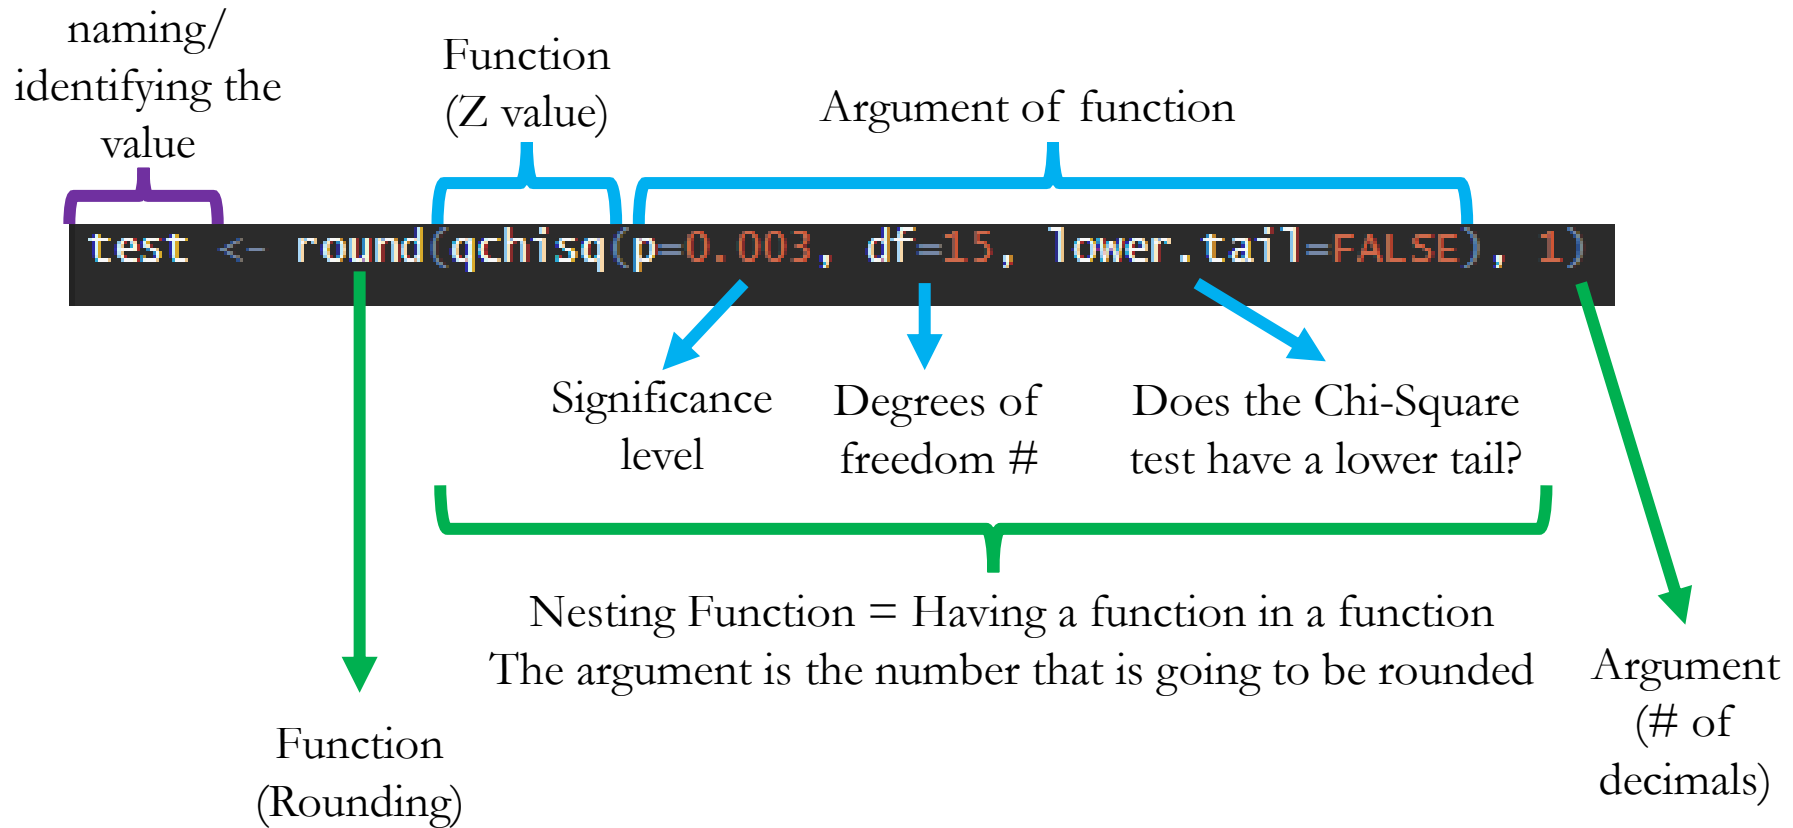 naming/
identifying the
value
Function
(Z value)
Argument of function
test <- round(qchisq(p=0.003, df=15, lower.tail=FALSE), 1)
Significance
level
Degrees of
freedom #
Does the Chi-Square
test have a lower tail?
Nesting Function = Having a function in a function
The argument is the number that is going to be rounded
Function
(Rounding)
Argument
(# of
decimals)